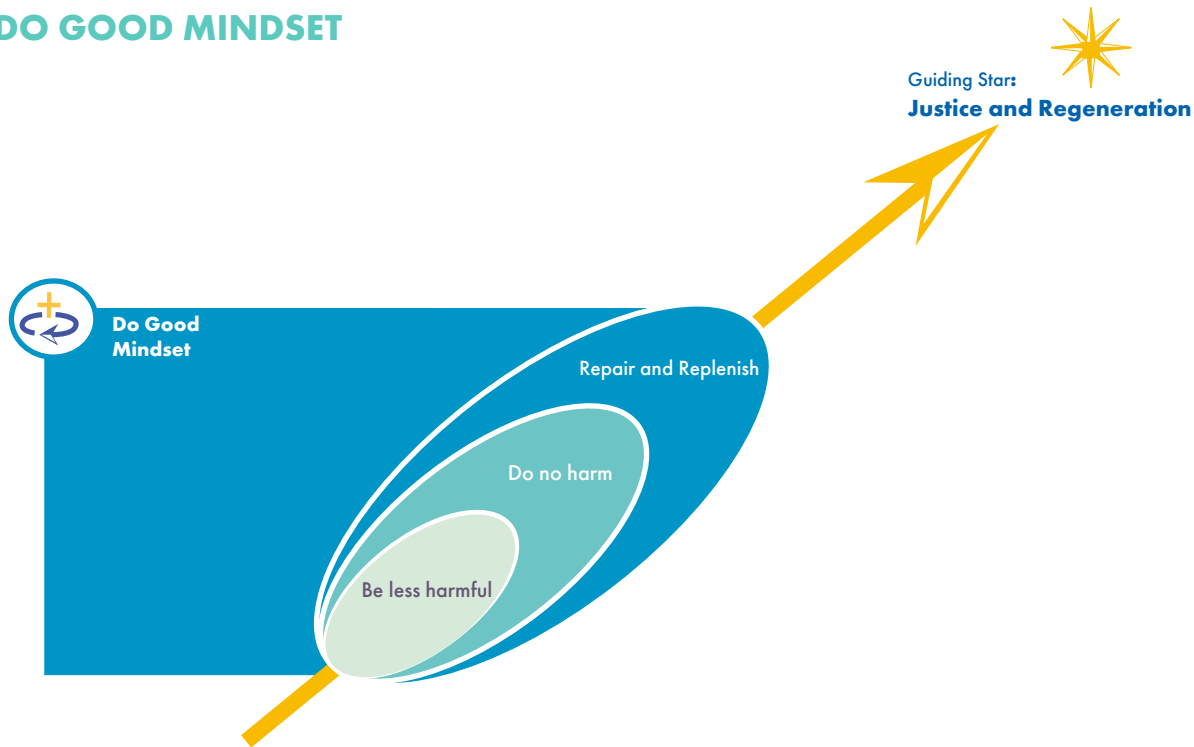 DO GOOD MINDSET
Guiding Star:
Justice and Regeneration
Do Good
Mindset
Repair and Replenish
Do no harm
Be less harmful